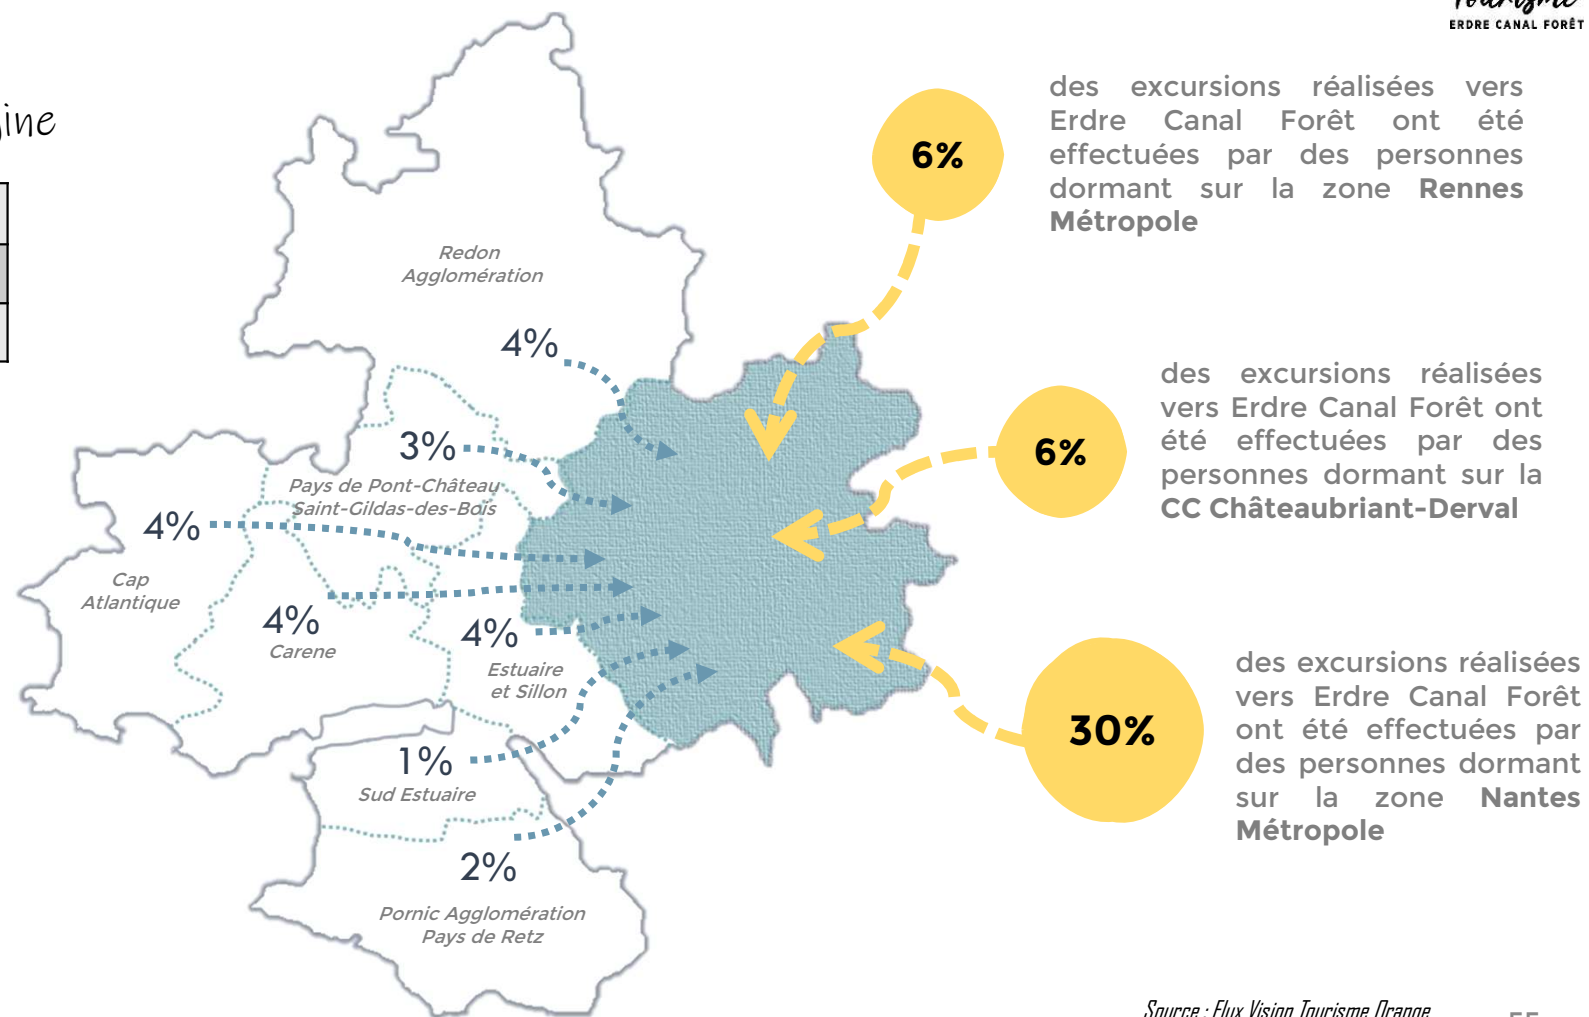 Tourisme
ERDRE CANAL FORÊT
6%
des excursions réalisées vers
Erdre Canal Forêt ont été
effectuées par des personnes
dormant sur la zone Rennes
Métropole
Redon
Agglomération
4%
6%
des excursions réalisées
vers Erdre Canal Forêt ont
été effectuées par des
personnes dormant sur la
CC Châteaubriant-Derval
3%
Pays de Pont-Château
Saint-Gildas-des-Bois
4%
Cap
Atlantique
4%
Carene
4%
Estuaire
et Sillon
30%
des excursions réalisées
vers Erdre Canal Forêt
ont été effectuées par
des personnes dormant
sur la zone Nantes
Métropole
1%
Sud Estuaire
2%
Pornic Agglomération
Pays de Retz
Source : Flux Vision Tourisme Orange
55